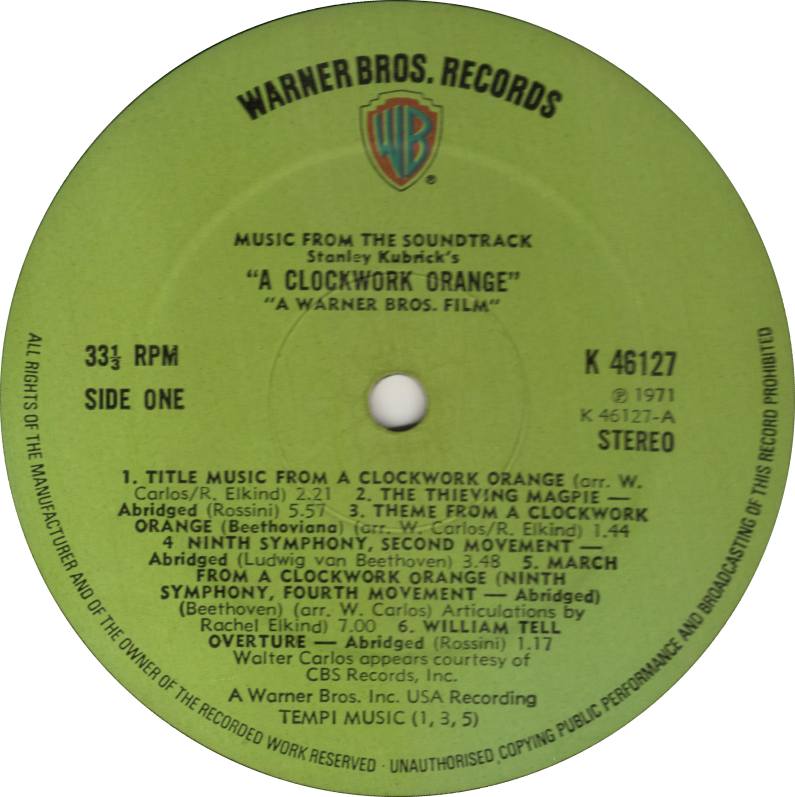 WARNER BROS. RECORDS
WB
®
MUSIC FROM THE SOUNDTRACK
Stanley Kubrick's
"A CLOCKWORK ORANGE"
"A WARNER BROS. FILM"
33⅓ RPM
SIDE ONE
K 46127
℗ 1971
K 46127-A
STEREO
1. TITLE MUSIC FROM A CLOCKWORK ORANGE (arr. W.
Carlos/R. Elkind) 2.21 2. THE THIEVING MAGPIE —
Abridged (Rossini) 5.57 3. THEME FROM A CLOCKWORK
ORANGE (Beethoviana) (arr. W. Carlos/R. Elkind) 1.44
4 NINTH SYMPHONY, SECOND MOVEMENT —
Abridged (Ludwig van Beethoven) 3.48 5. MARCH
FROM A CLOCKWORK ORANGE (NINTH
SYMPHONY, FOURTH MOVEMENT — Abridged)
(Beethoven) (arr. W. Carlos) Articulations by
Rachel Elkind) 7.00 6. WILLIAM TELL
OVERTURE — Abridged (Rossini) 1.17
Walter Carlos appears courtesy of
CBS Records, Inc.
A Warner Bros. Inc. USA Recording
TEMPI MUSIC (1, 3, 5)
ALL RIGHTS OF THE MANUFACTURER AND OF THE OWNER OF THE RECORDED WORK RESERVED · UNAUTHORISED COPYING PUBLIC PERFORMANCE AND BROADCASTING OF THIS RECORD PROHIBITED